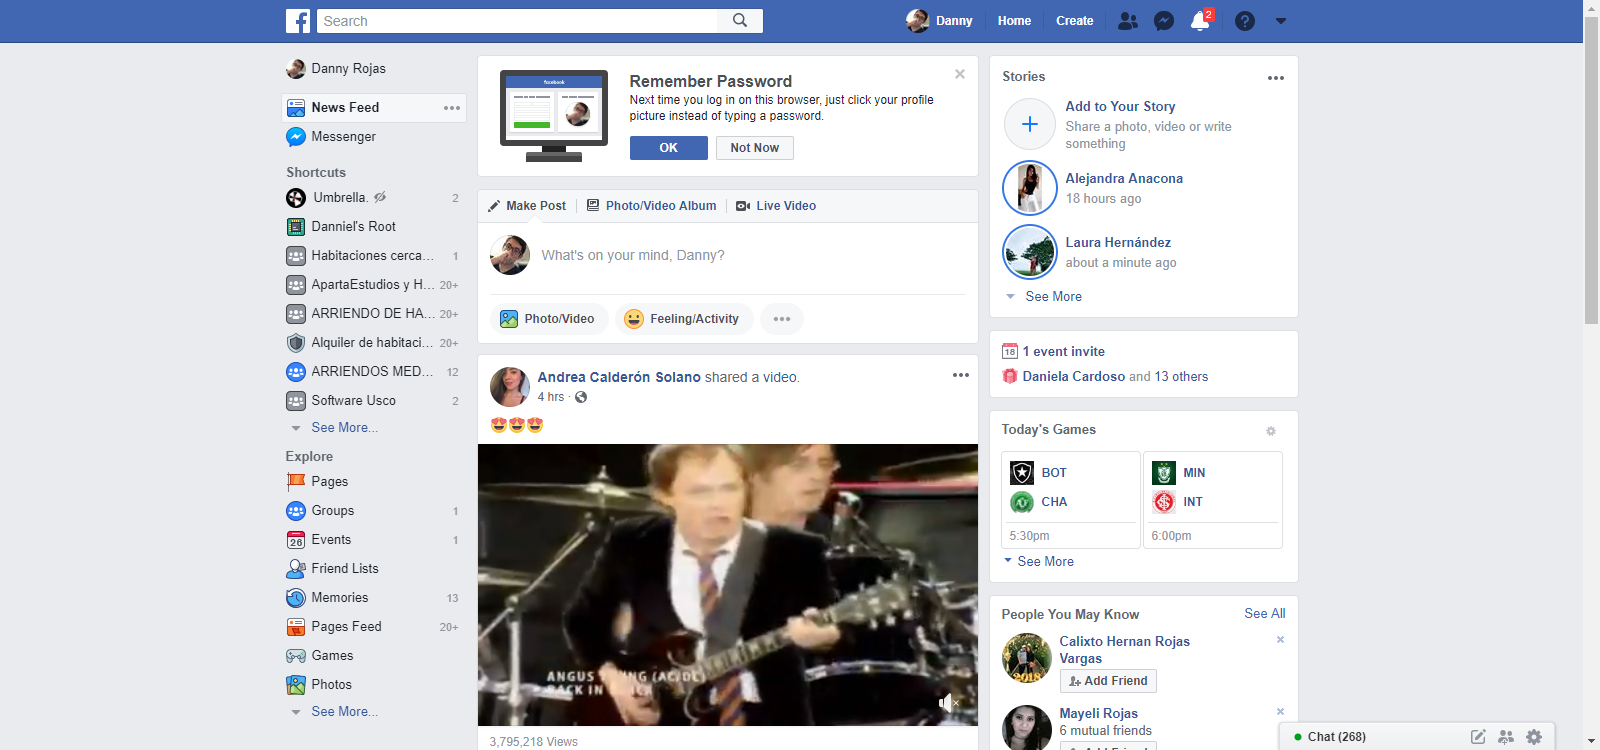 Search
Danny
Home
Create
2
Danny Rojas
News Feed
Messenger
Shortcuts
Umbrella.
2
Danniel's Root
Habitaciones cerca...
1
ApartaEstudios y H...
20+
ARRIENDO DE HA...
20+
Alquiler de habitaci...
20+
ARRIENDOS MED...
12
Software Usco
2
See More...
Explore
Pages
Groups
1
Events
1
Friend Lists
Memories
13
Pages Feed
20+
Games
Photos
See More...
facebook
Remember Password
Next time you log in on this browser, just click your profile
picture instead of typing a password.
OK
Not Now
Make Post
Photo/Video Album
Live Video
What's on your mind, Danny?
Photo/Video
Feeling/Activity
Andrea Calderón Solano shared a video.
4 hrs ·
ANGUS NG (AC/DC)
BACK IN
3,795,218 Views
Stories
Add to Your Story
Share a photo, video or write
something
Alejandra Anacona
18 hours ago
Laura Hernández
about a minute ago
See More
18
1 event invite
Daniela Cardoso and 13 others
Today's Games
BOT
CHA
5:30pm
MIN
INT
6:00pm
See More
People You May Know
See All
Calixto Hernan Rojas
Vargas
Add Friend
Mayeli Rojas
6 mutual friends
Add Friend
Chat (268)
26